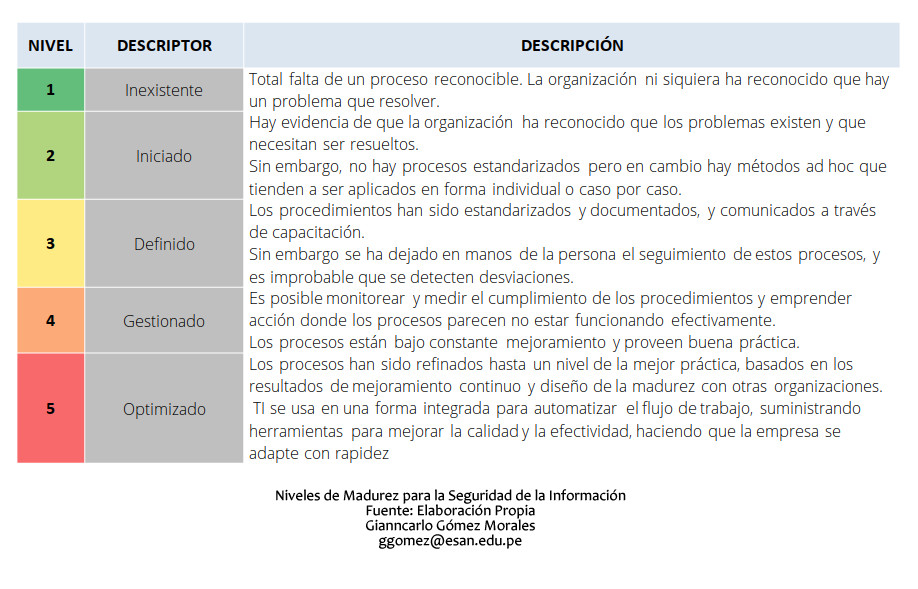 NIVEL DESCRIPTOR DESCRIPCIÓN
1 Inexistente
Total falta de un proceso reconocible. La organización ni siquiera ha reconocido que hay
un problema que resolver.
2 Iniciado
Hay evidencia de que la organización ha reconocido que los problemas existen y que
necesitan ser resueltos.
Sin embargo, no hay procesos estandarizados pero en cambio hay métodos ad hoc que
tienden a ser aplicados en forma individual o caso por caso.
3 Definido
Los procedimientos han sido estandarizados y documentados, y comunicados a través
de capacitación.
Sin embargo se ha dejado en manos de la persona el seguimiento de estos procesos, y
es improbable que se detecten desviaciones.
4 Gestionado
Es posible monitorear y medir el cumplimiento de los procedimientos y emprender
acción donde los procesos parecen no estar funcionando efectivamente.
Los procesos están bajo constante mejoramiento y proveen buena práctica.
5 Optimizado
Los procesos han sido refinados hasta un nivel de la mejor práctica, basados en los
resultados de mejoramiento continuo y diseño de la madurez con otras organizaciones.
TI se usa en una forma integrada para automatizar el flujo de trabajo, suministrando
herramientas para mejorar la calidad y la efectividad, haciendo que la empresa se
adapte con rapidez
Niveles de Madurez para la Seguridad de la Información
Fuente: Elaboración Propia
Gianncarlo Gómez Morales
ggomez@esan.edu.pe